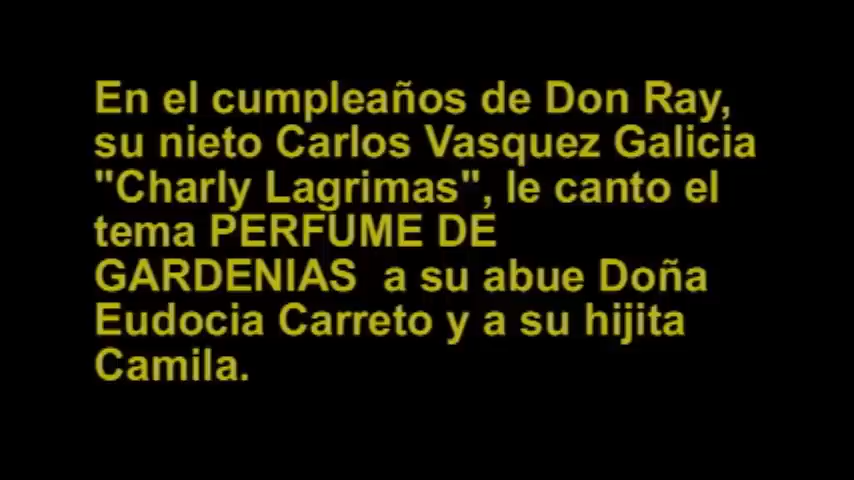 En el cumpleaños de Don Ray,
su nieto Carlos Vasquez Galicia
"Charly Lagrimas", le canto el
tema PERFUME DE
GARDENIAS  a su abue Doña
Eudocia Carreto y a su hijita
Camila.